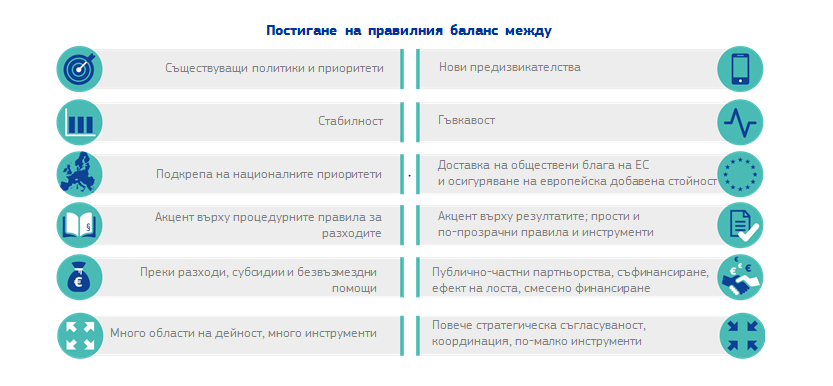 Постигане на правилния баланс между
Съществуващи политики и приоритети
Нови предизвикателства
Стабилност
Гъвкавост
Подкрепа на националните приоритети
Доставка на обществени блага на ЕС
и осигуряване на европейска добавена стойност
Акцент върху процедурните правила за
разходите
§
Акцент върху резултатите; прости и
по-прозрачни правила и инструменти
Преки разходи, субсидии и безвъзмездни
помощи
€
Публично-частни партньорства, съфинансиране,
ефект на лоста, смесено финансиране
€
€ €
€
Много области на дейност, много инструменти
Повече стратегическа съгласуваност,
координация, по-малко инструменти